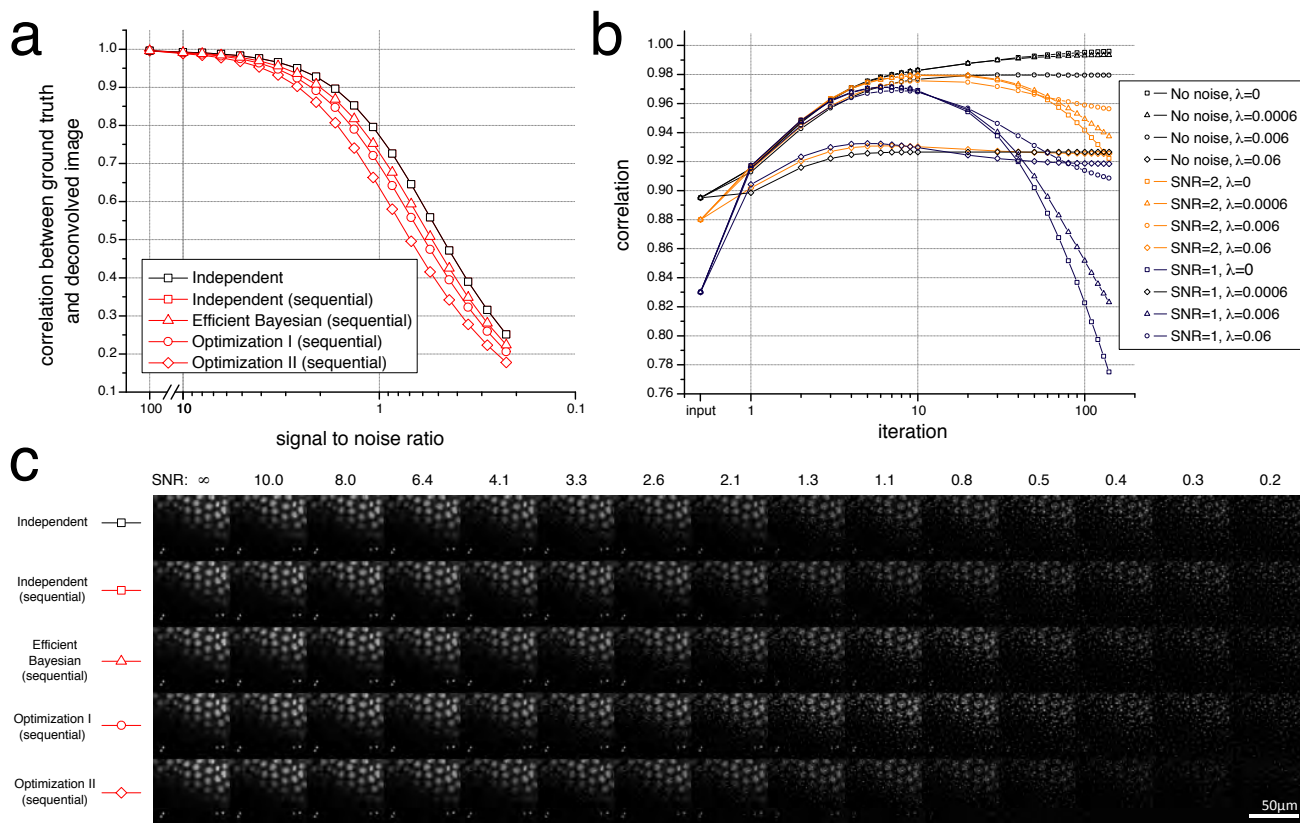 a
correlation between ground truth
and deconvolved image
1.0
0.9
0.8
0.7
0.6
0.5
0.4
0.3
0.2
0.1
Independent
Independent (sequential)
Efficient Bayesian (sequential)
Optimization I (sequential)
Optimization II (sequential)
100
10
1
0.1
signal to noise ratio
b
correlation
1.00
0.98
0.96
0.94
0.92
0.90
0.88
0.86
0.84
0.82
0.80
0.78
0.76
input
1
10
100
iteration
No noise, λ=0
No noise, λ=0.0006
No noise, λ=0.006
No noise, λ=0.06
SNR=2, λ=0
SNR=2, λ=0.0006
SNR=2, λ=0.006
SNR=2, λ=0.06
SNR=1, λ=0
SNR=1, λ=0.0006
SNR=1, λ=0.006
SNR=1, λ=0.06
c
SNR: ∞ 10.0 8.0 6.4 4.1 3.3 2.6 2.1 1.3 1.1 0.8 0.5 0.4 0.3 0.2
Independent
Independent
(sequential)
Efficient
Bayesian
(sequential)
Optimization I
(sequential)
Optimization II
(sequential)
50µm